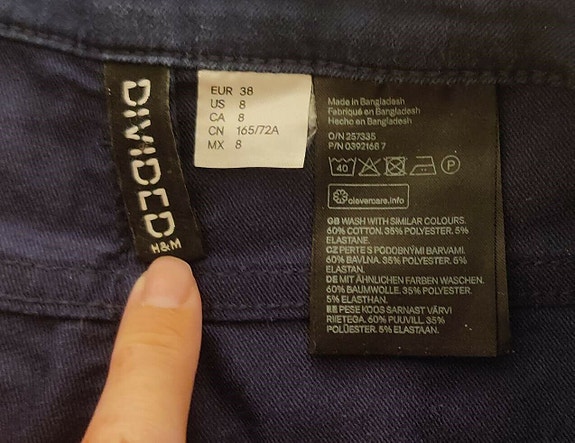 DIVIDED
H&M
EUR 38
US 8
CA 8
CN 165/72A
MX 8
Made in Bangladesh
Fabriqué en Bangladesh
Hecho en Bangladesh
O/N 257335
P/N 0392168 7
40
P
clevercare.info
GB WASH WITH SIMILAR COLOURS.
60% COTTON. 35% POLYESTER. 5%
ELASTANE.
CZ PERTE S PODOBNÝMI BARVAMI.
60% BAVLNA. 35% POLYESTER. 5%
ELASTAN.
DE MIT ÄHNLICHEN FARBEN WASCHEN.
60% BAUMWOLLE. 35% POLYESTER.
5% ELASTHAN.
EE PESE KOOS SARNAST VÄRVI
RIIETEGA. 60% PUUVILL. 35%
POLÜESTER. 5% ELASTAAN.